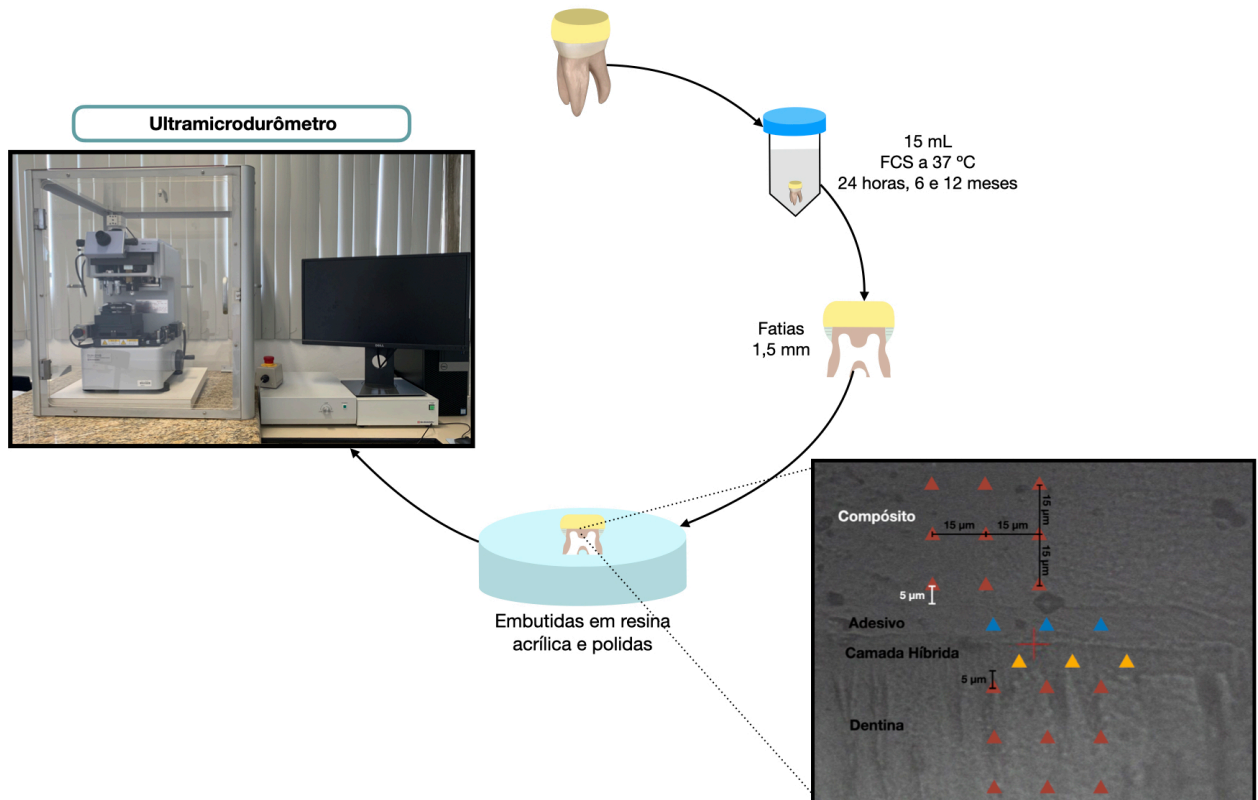 Ultramicrodurômetro
15 mL
FCS a 37 ºC
24 horas, 6 e 12 meses
Fatias
1,5 mm
Embutidas em resina
acrílica e polidas
Compósito
15 µm
15 µm
15 µm
15 µm
5 µm
Adesivo
Camada Híbrida
5 µm
Dentina